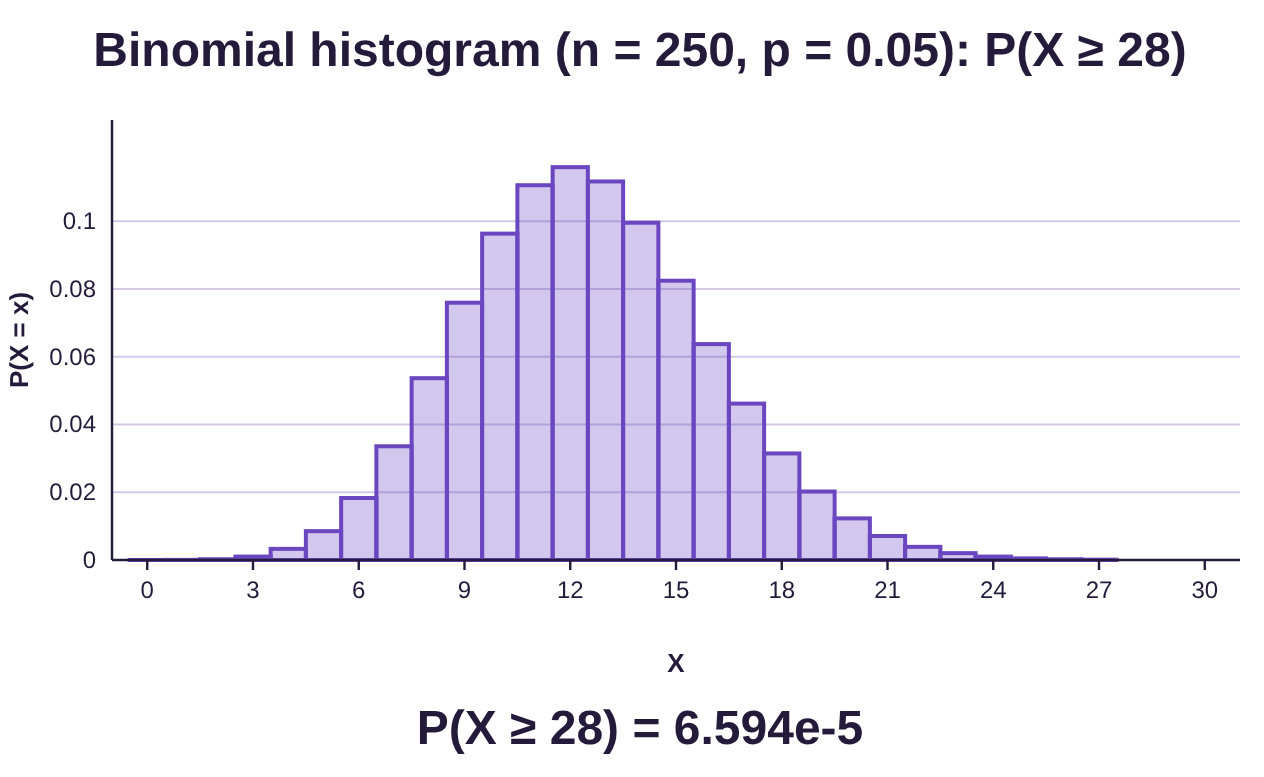 Binomial histogram (n = 250, p = 0.05): P(X ≥ 28)
P(X = x)
0.1
0.08
0.06
0.04
0.02
0
0 3 6 9 12 15 18 21 24 27 30
X
P(X ≥ 28) = 6.594e-5